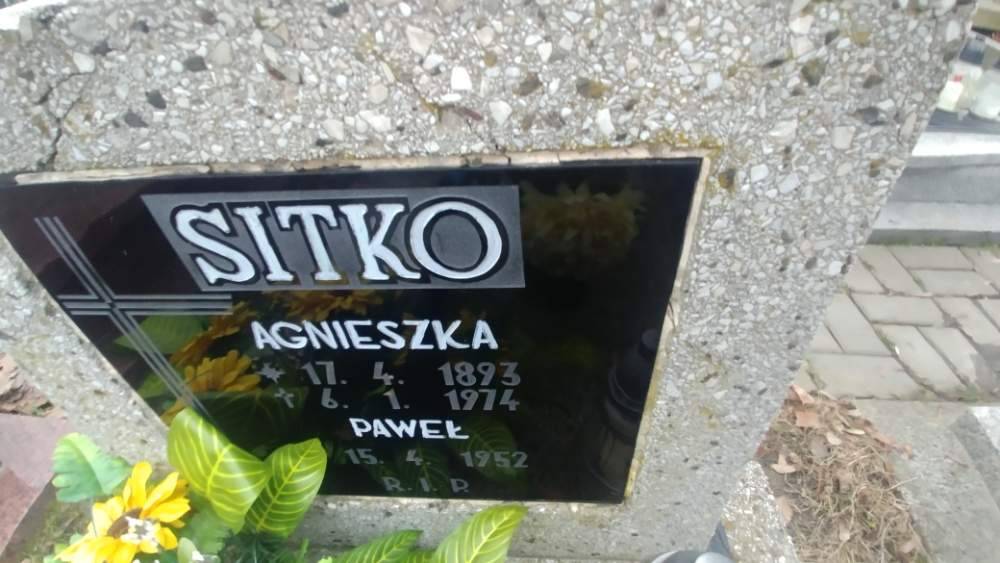 SITKO
AGNIESZKA
* 17. 4. 1893
† 6. 1. 1974
PAWEŁ
15. 4. 1952
R. I. P.